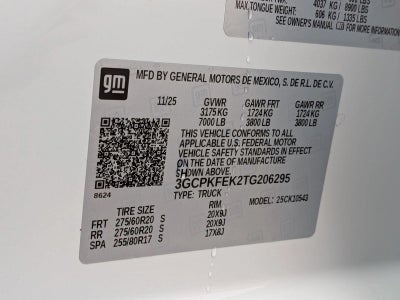 4037 KG / 8900 LBS
MAX.TONGUE WEIGHT:
606 KG / 1335 LBS
SEE OWNER'S MANUAL
gm
MFD BY GENERAL MOTORS DE MEXICO, S. DE R.L. DE C.V.
11/25 GVWR GAWR FRT GAWR RR
3175 KG 1724 KG 1724 KG
7000 LB 3800 LB 3800 LB
THIS VEHICLE CONFORMS TO ALL
APPLICABLE U.S. FEDERAL MOTOR
VEHICLE SAFETY STANDARDS IN EFFECT
ON THE DATE OF MANUFACTURE
SHOWN ABOVE.
3GCPKFEK2TG206295
8624 TYPE: TRUCK MODEL: 25CK10543
TIRE SIZE RIM
FRT 275/60R20 S 20X9J
RR 275/60R20 S 20X9J
SPA 255/80R17 S 17X8J